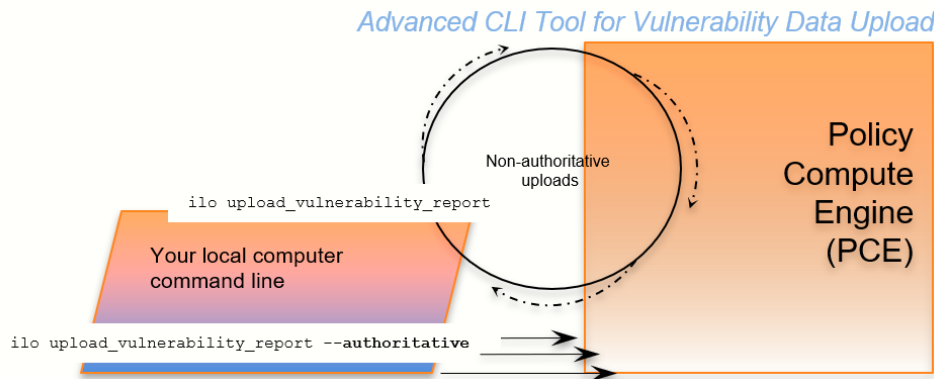 Advanced CLI Tool for Vulnerability Data Upload
Policy
Compute
Engine
(PCE)
Non-authoritative
uploads
ilo upload_vulnerability_report
Your local computer
command line
ilo upload_vulnerability_report --authoritative